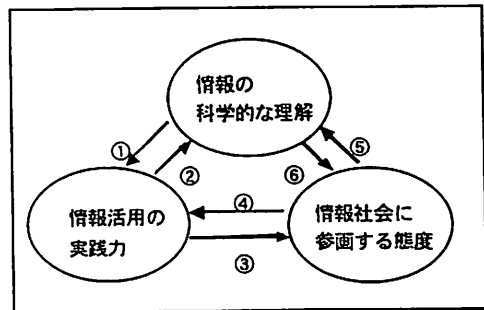 情報の
科学的な理解
①
②
⑤
⑥
④
③
情報活用の
実践力
情報社会に
参画する態度